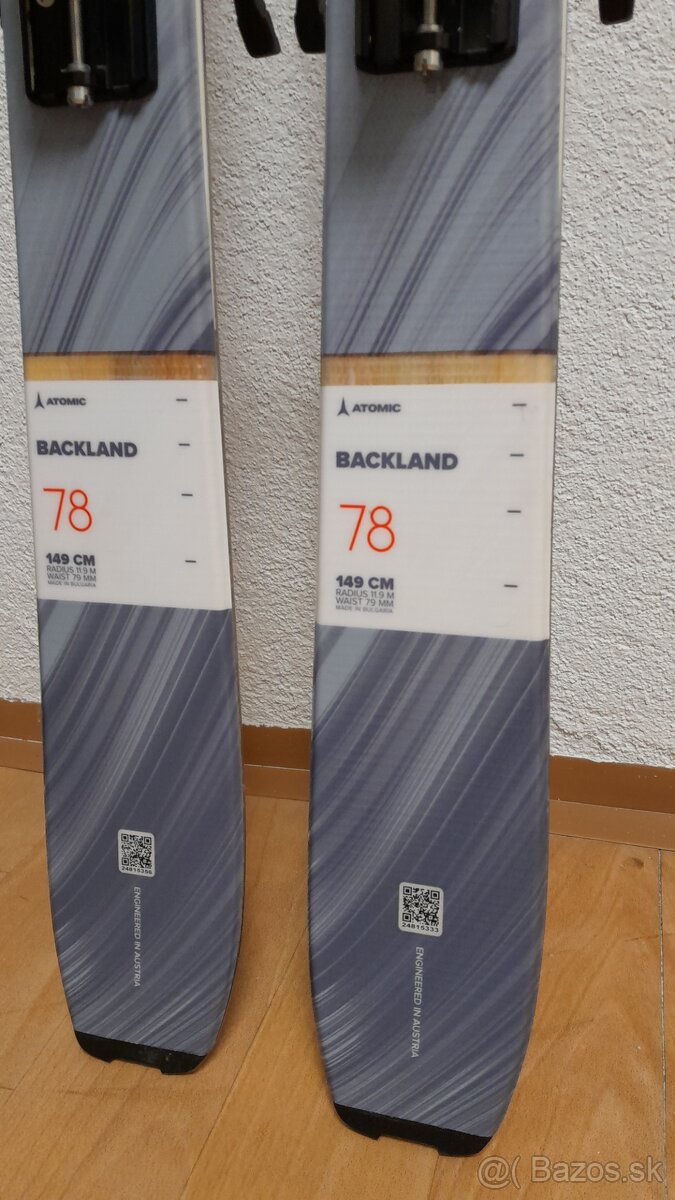 ATOMIC
BACKLAND
78
149 CM
RADIUS 11.9 M
WAIST 79 MM
MADE IN BULGARIA
24815356
ENGINEERED IN AUSTRIA
ATOMIC
BACKLAND
78
149 CM
RADIUS 11.9 M
WAIST 79 MM
MADE IN BULGARIA
24815333
ENGINEERED IN AUSTRIA
@( Bazos.sk